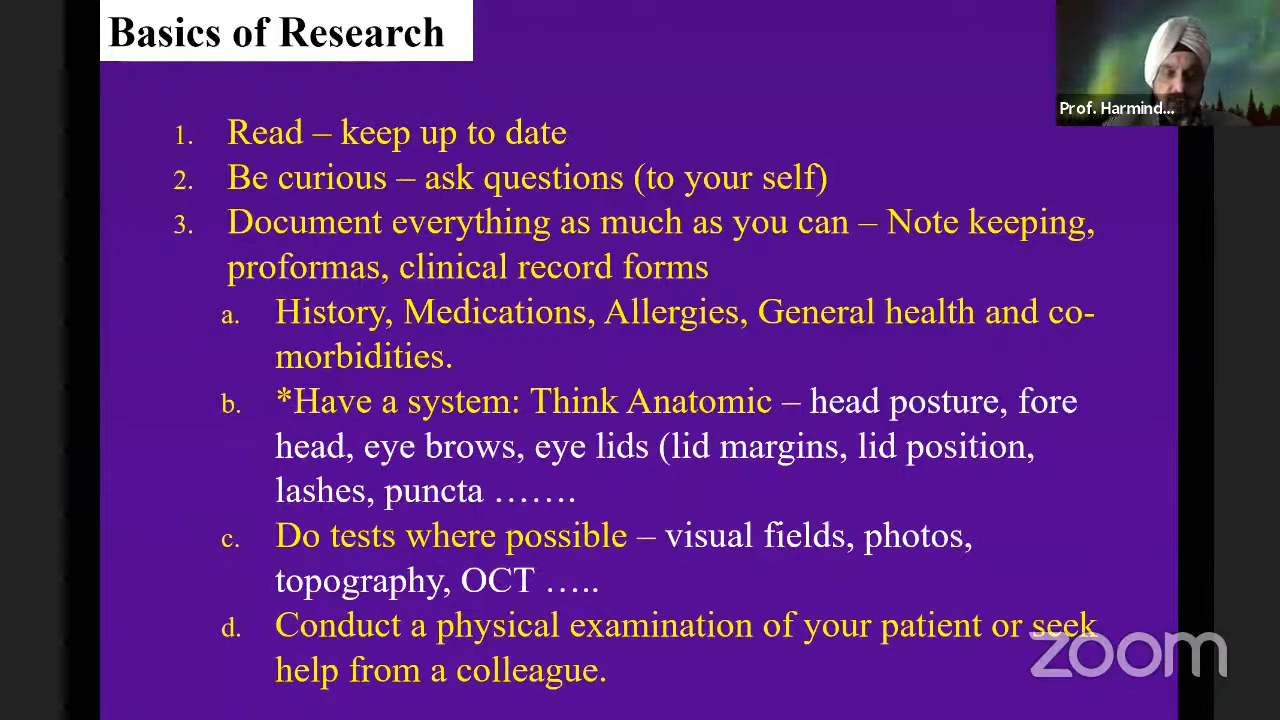 Basics of Research
Prof. Harmind...
1. Read – keep up to date
2. Be curious – ask questions (to your self)
3. Document everything as much as you can – Note keeping,
proformas, clinical record forms
a. History, Medications, Allergies, General health and co-
morbidities.
b. *Have a system: Think Anatomic – head posture, fore
head, eye brows, eye lids (lid margins, lid position,
lashes, puncta …….
c. Do tests where possible – visual fields, photos,
topography, OCT …..
d. Conduct a physical examination of your patient or seek
help from a colleague.
zoom